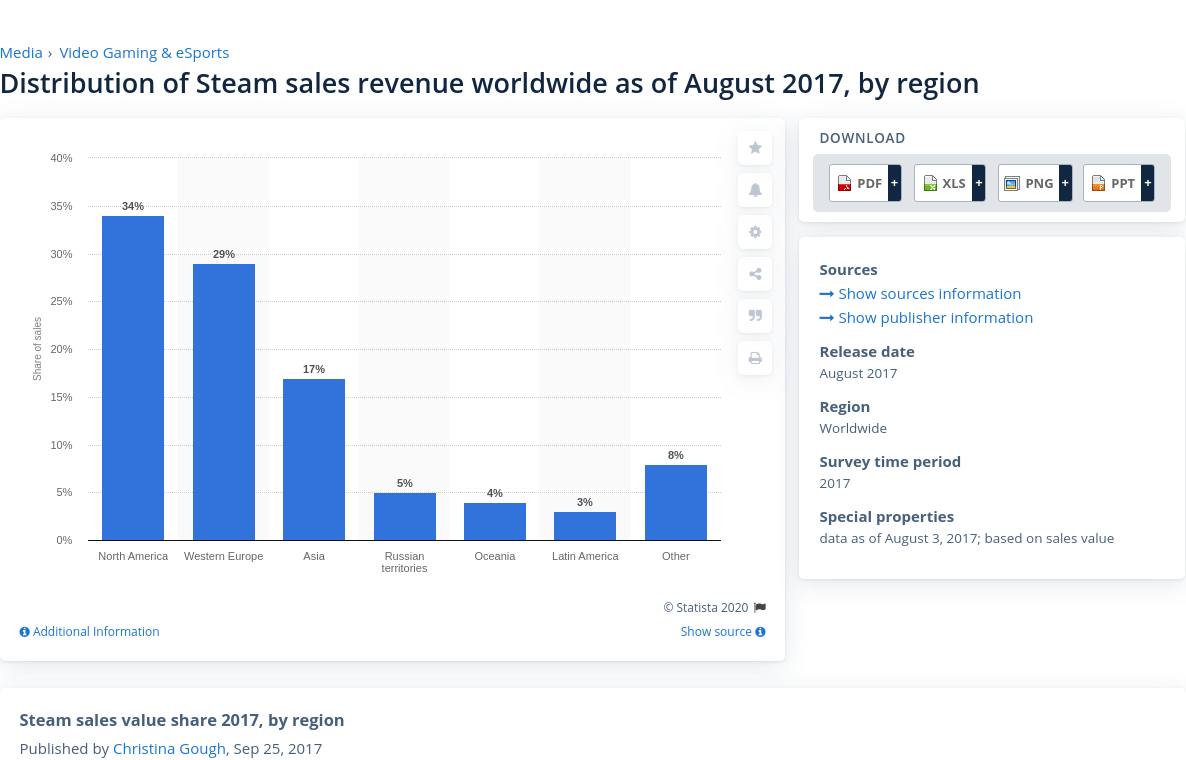 Media › Video Gaming & eSports
Distribution of Steam sales revenue worldwide as of August 2017, by region
40%
35%
30%
25%
20%
15%
10%
5%
0%
Share of sales
34%
29%
17%
5%
4%
3%
8%
North America
Western Europe
Asia
Russian
territories
Oceania
Latin America
Other
© Statista 2020
Additional Information
Show source
DOWNLOAD
PDF +
XLS +
PNG +
PPT +
Sources
Show sources information
Show publisher information
Release date
August 2017
Region
Worldwide
Survey time period
2017
Special properties
data as of August 3, 2017; based on sales value
Steam sales value share 2017, by region
Published by Christina Gough, Sep 25, 2017